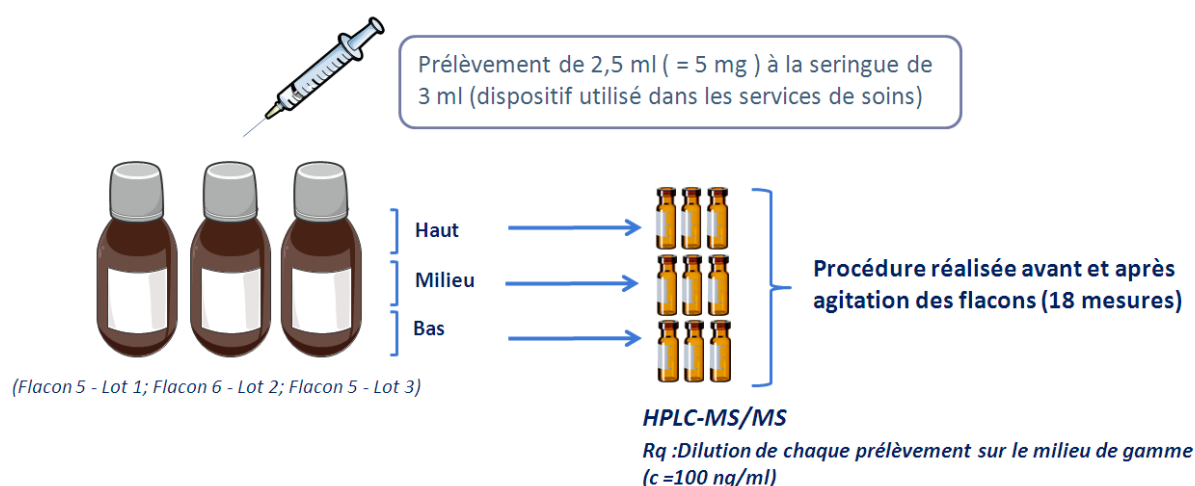 Prélèvement de 2,5 ml ( = 5 mg ) à la seringue de
3 ml (dispositif utilisé dans les services de soins)
Haut
Milieu
Bas
Procédure réalisée avant et après
agitation des flacons (18 mesures)
(Flacon 5 - Lot 1; Flacon 6 - Lot 2; Flacon 5 - Lot 3)
HPLC-MS/MS
Rq :Dilution de chaque prélèvement sur le milieu de gamme
(c =100 ng/ml)